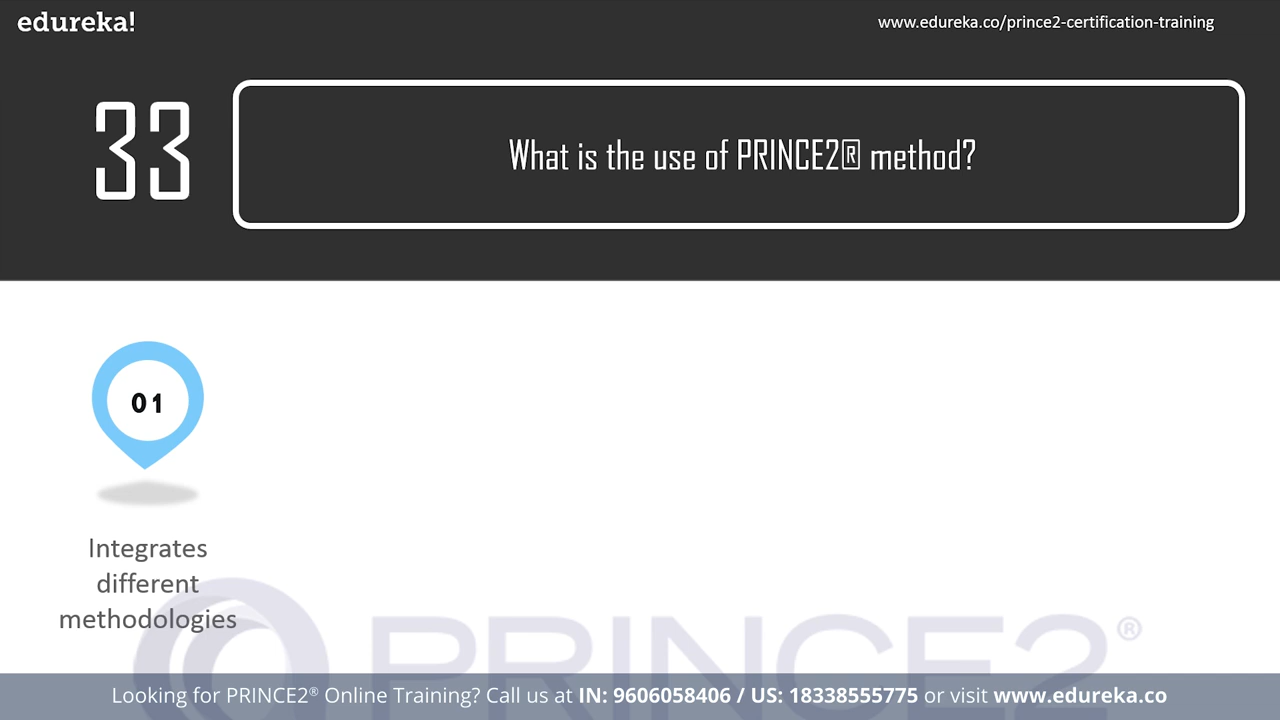 edureka!
www.edureka.co/prince2-certification-training
33
What is the use of PRINCE2® method?
01
Integrates
different
methodologies
PRINCE2®
Looking for PRINCE2® Online Training? Call us at IN: 9606058406 / US: 18338555775 or visit www.edureka.co